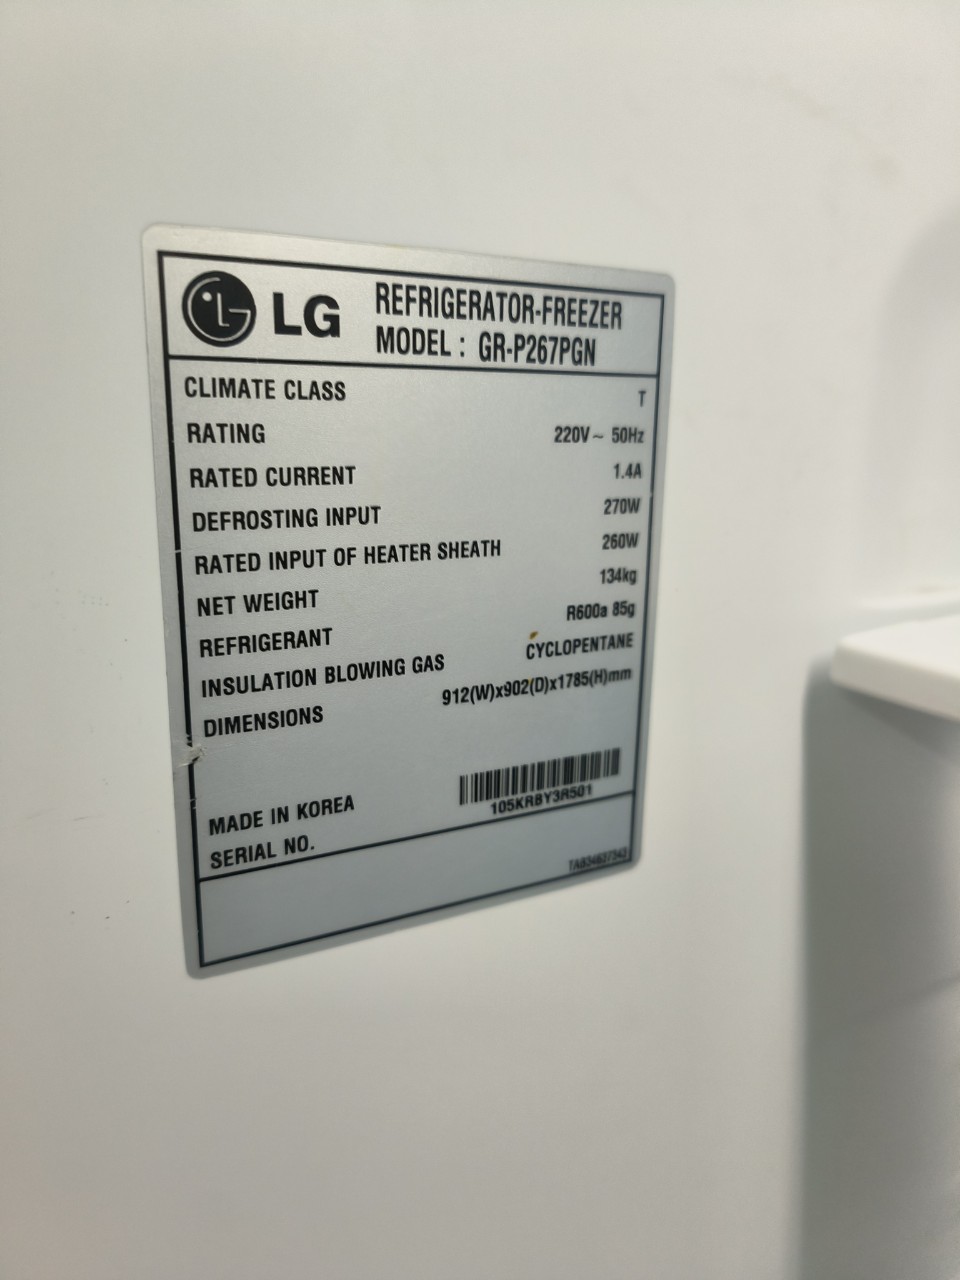 LG REFRIGERATOR-FREEZER
MODEL : GR-P267PGN
CLIMATE CLASS T
RATING 220V~ 50Hz
RATED CURRENT 1.4A
DEFROSTING INPUT 270W
RATED INPUT OF HEATER SHEATH 260W
NET WEIGHT 134kg
REFRIGERANT R600a 85g
INSULATION BLOWING GAS CYCLOPENTANE
DIMENSIONS 912(W)x902(D)x1785(H)mm
MADE IN KOREA
SERIAL NO. 105KRBY3R501